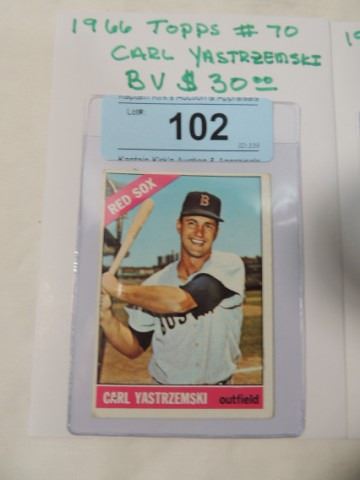 1966 TOPPS # 70
CARL YASTRZEMSKI
BV $ 30.00
Lot#:
102
RED SOX
B
CARL YASTRZEMSKI
outfield